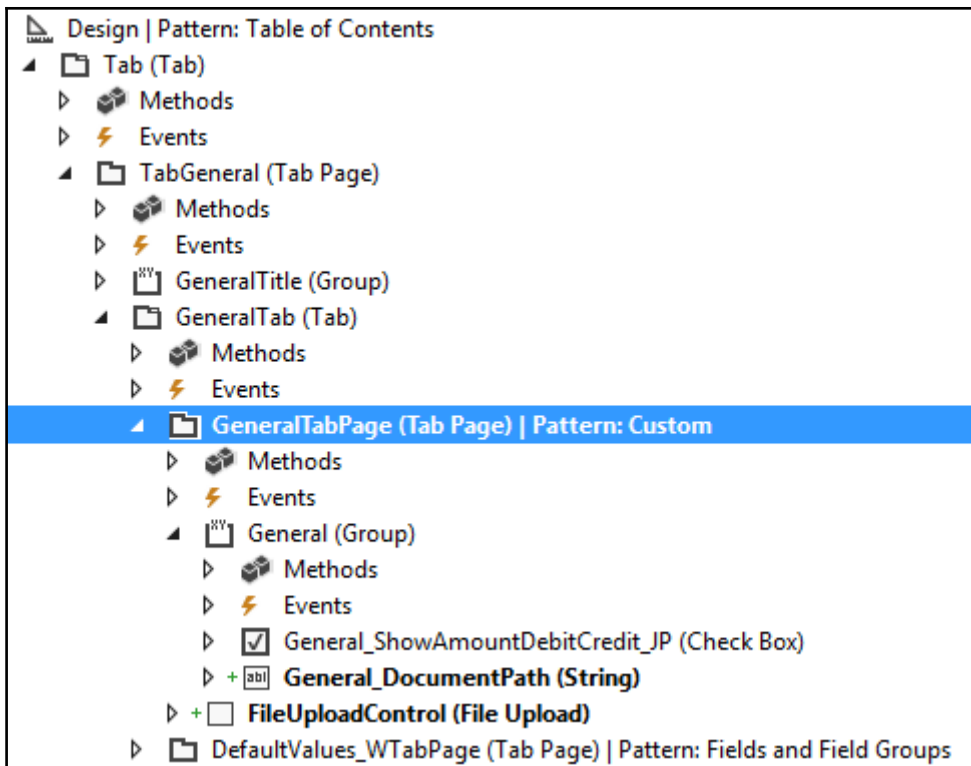 Design | Pattern: Table of Contents
Tab (Tab)
Methods
Events
TabGeneral (Tab Page)
Methods
Events
GeneralTitle (Group)
GeneralTab (Tab)
Methods
Events
GeneralTabPage (Tab Page) | Pattern: Custom
Methods
Events
General (Group)
Methods
Events
General_ShowAmountDebitCredit_JP (Check Box)
General_DocumentPath (String)
FileUploadControl (File Upload)
DefaultValues_WTabPage (Tab Page) | Pattern: Fields and Field Groups